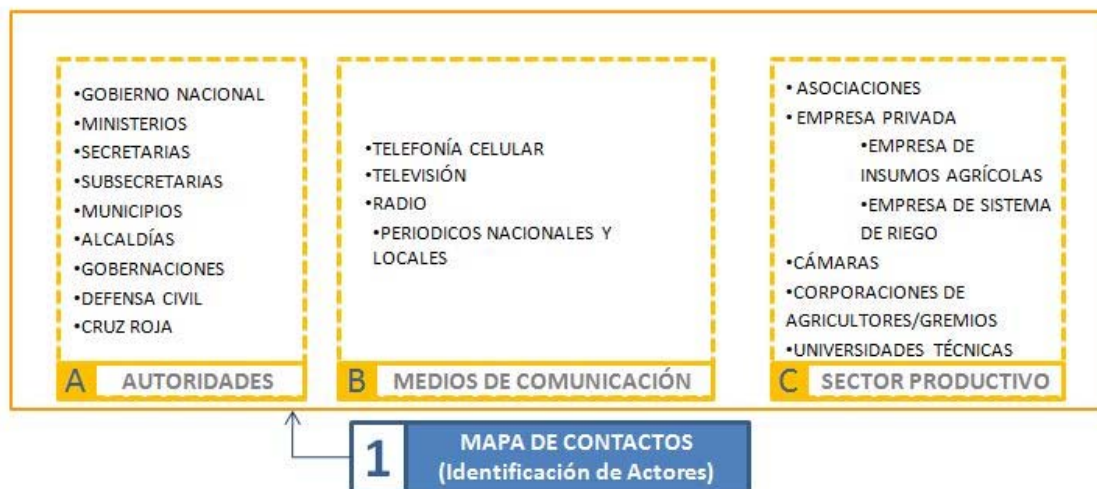 •GOBIERNO NACIONAL
•MINISTERIOS
•SECRETARIAS
•SUBSECRETARIAS
•MUNICIPIOS
•ALCALDÍAS
•GOBERNACIONES
•DEFENSA CIVIL
•CRUZ ROJA
A AUTORIDADES
•TELEFONÍA CELULAR
•TELEVISIÓN
•RADIO
•PERIODICOS NACIONALES Y
LOCALES
B MEDIOS DE COMUNICACIÓN
• ASOCIACIONES
• EMPRESA PRIVADA
•EMPRESA DE
INSUMOS AGRÍCOLAS
•EMPRESA DE SISTEMA
DE RIEGO
•CÁMARAS
•CORPORACIONES DE
AGRICULTORES/GREMIOS
•UNIVERSIDADES TÉCNICAS
C SECTOR PRODUCTIVO
1 MAPA DE CONTACTOS
(Identificación de Actores)